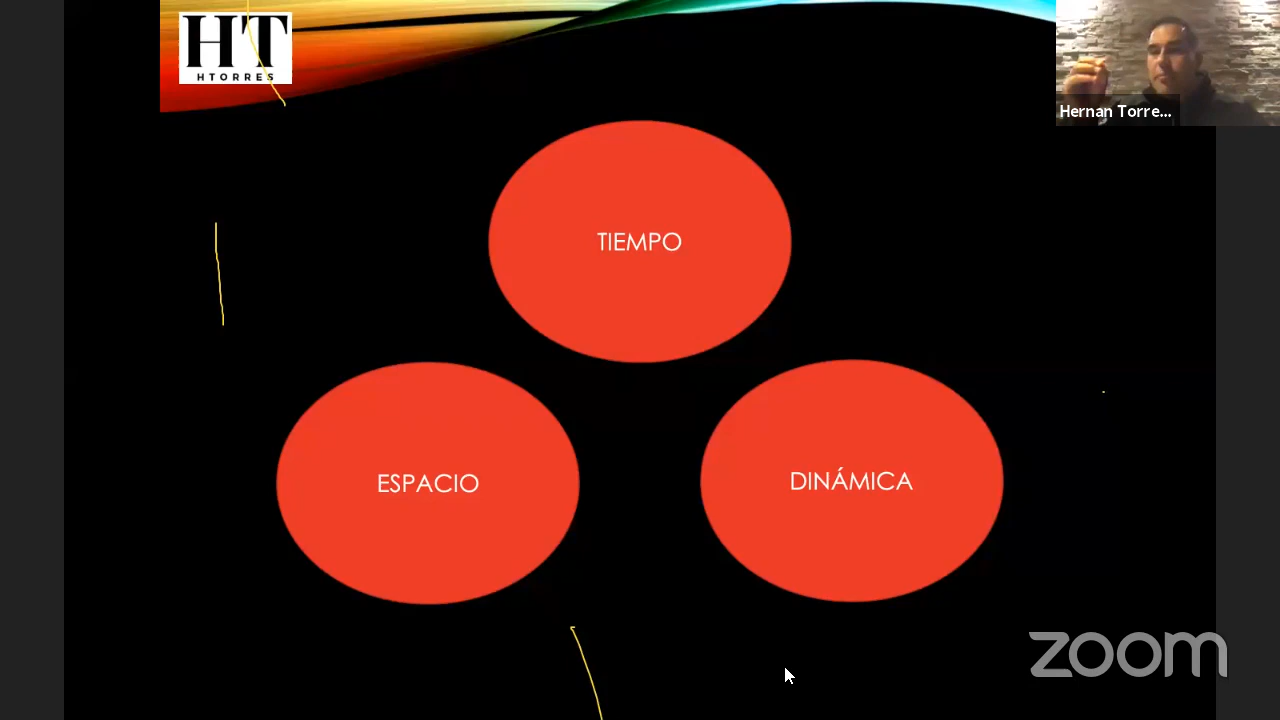 HT
HTORRES
Hernan Torre...
TIEMPO
ESPACIO
DINÁMICA
zoom